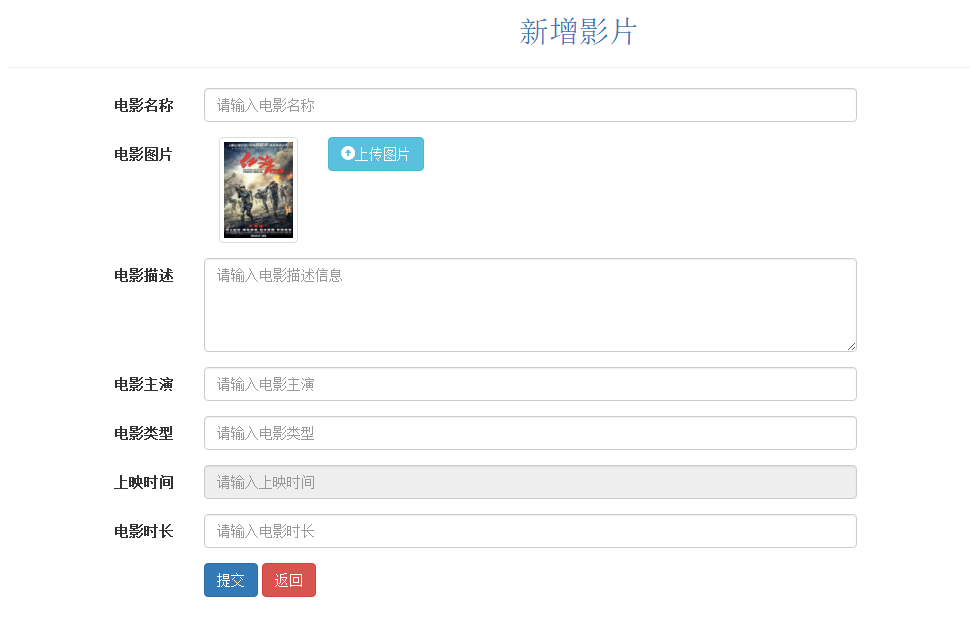 新增影片
电影名称 请输入电影名称
电影图片 上传图片
电影描述 请输入电影描述信息
电影主演 请输入电影主演
电影类型 请输入电影类型
上映时间 请输入上映时间
电影时长 请输入电影时长
提交 返回